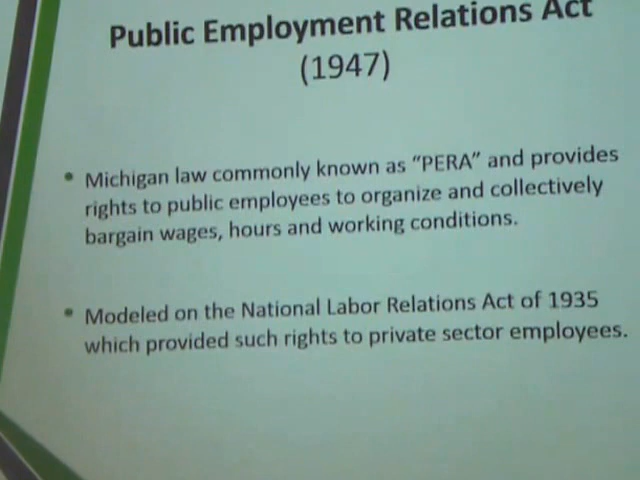 Public Employment Relations Act
(1947)
• Michigan law commonly known as “PERA” and provides
rights to public employees to organize and collectively
bargain wages, hours and working conditions.
• Modeled on the National Labor Relations Act of 1935
which provided such rights to private sector employees.